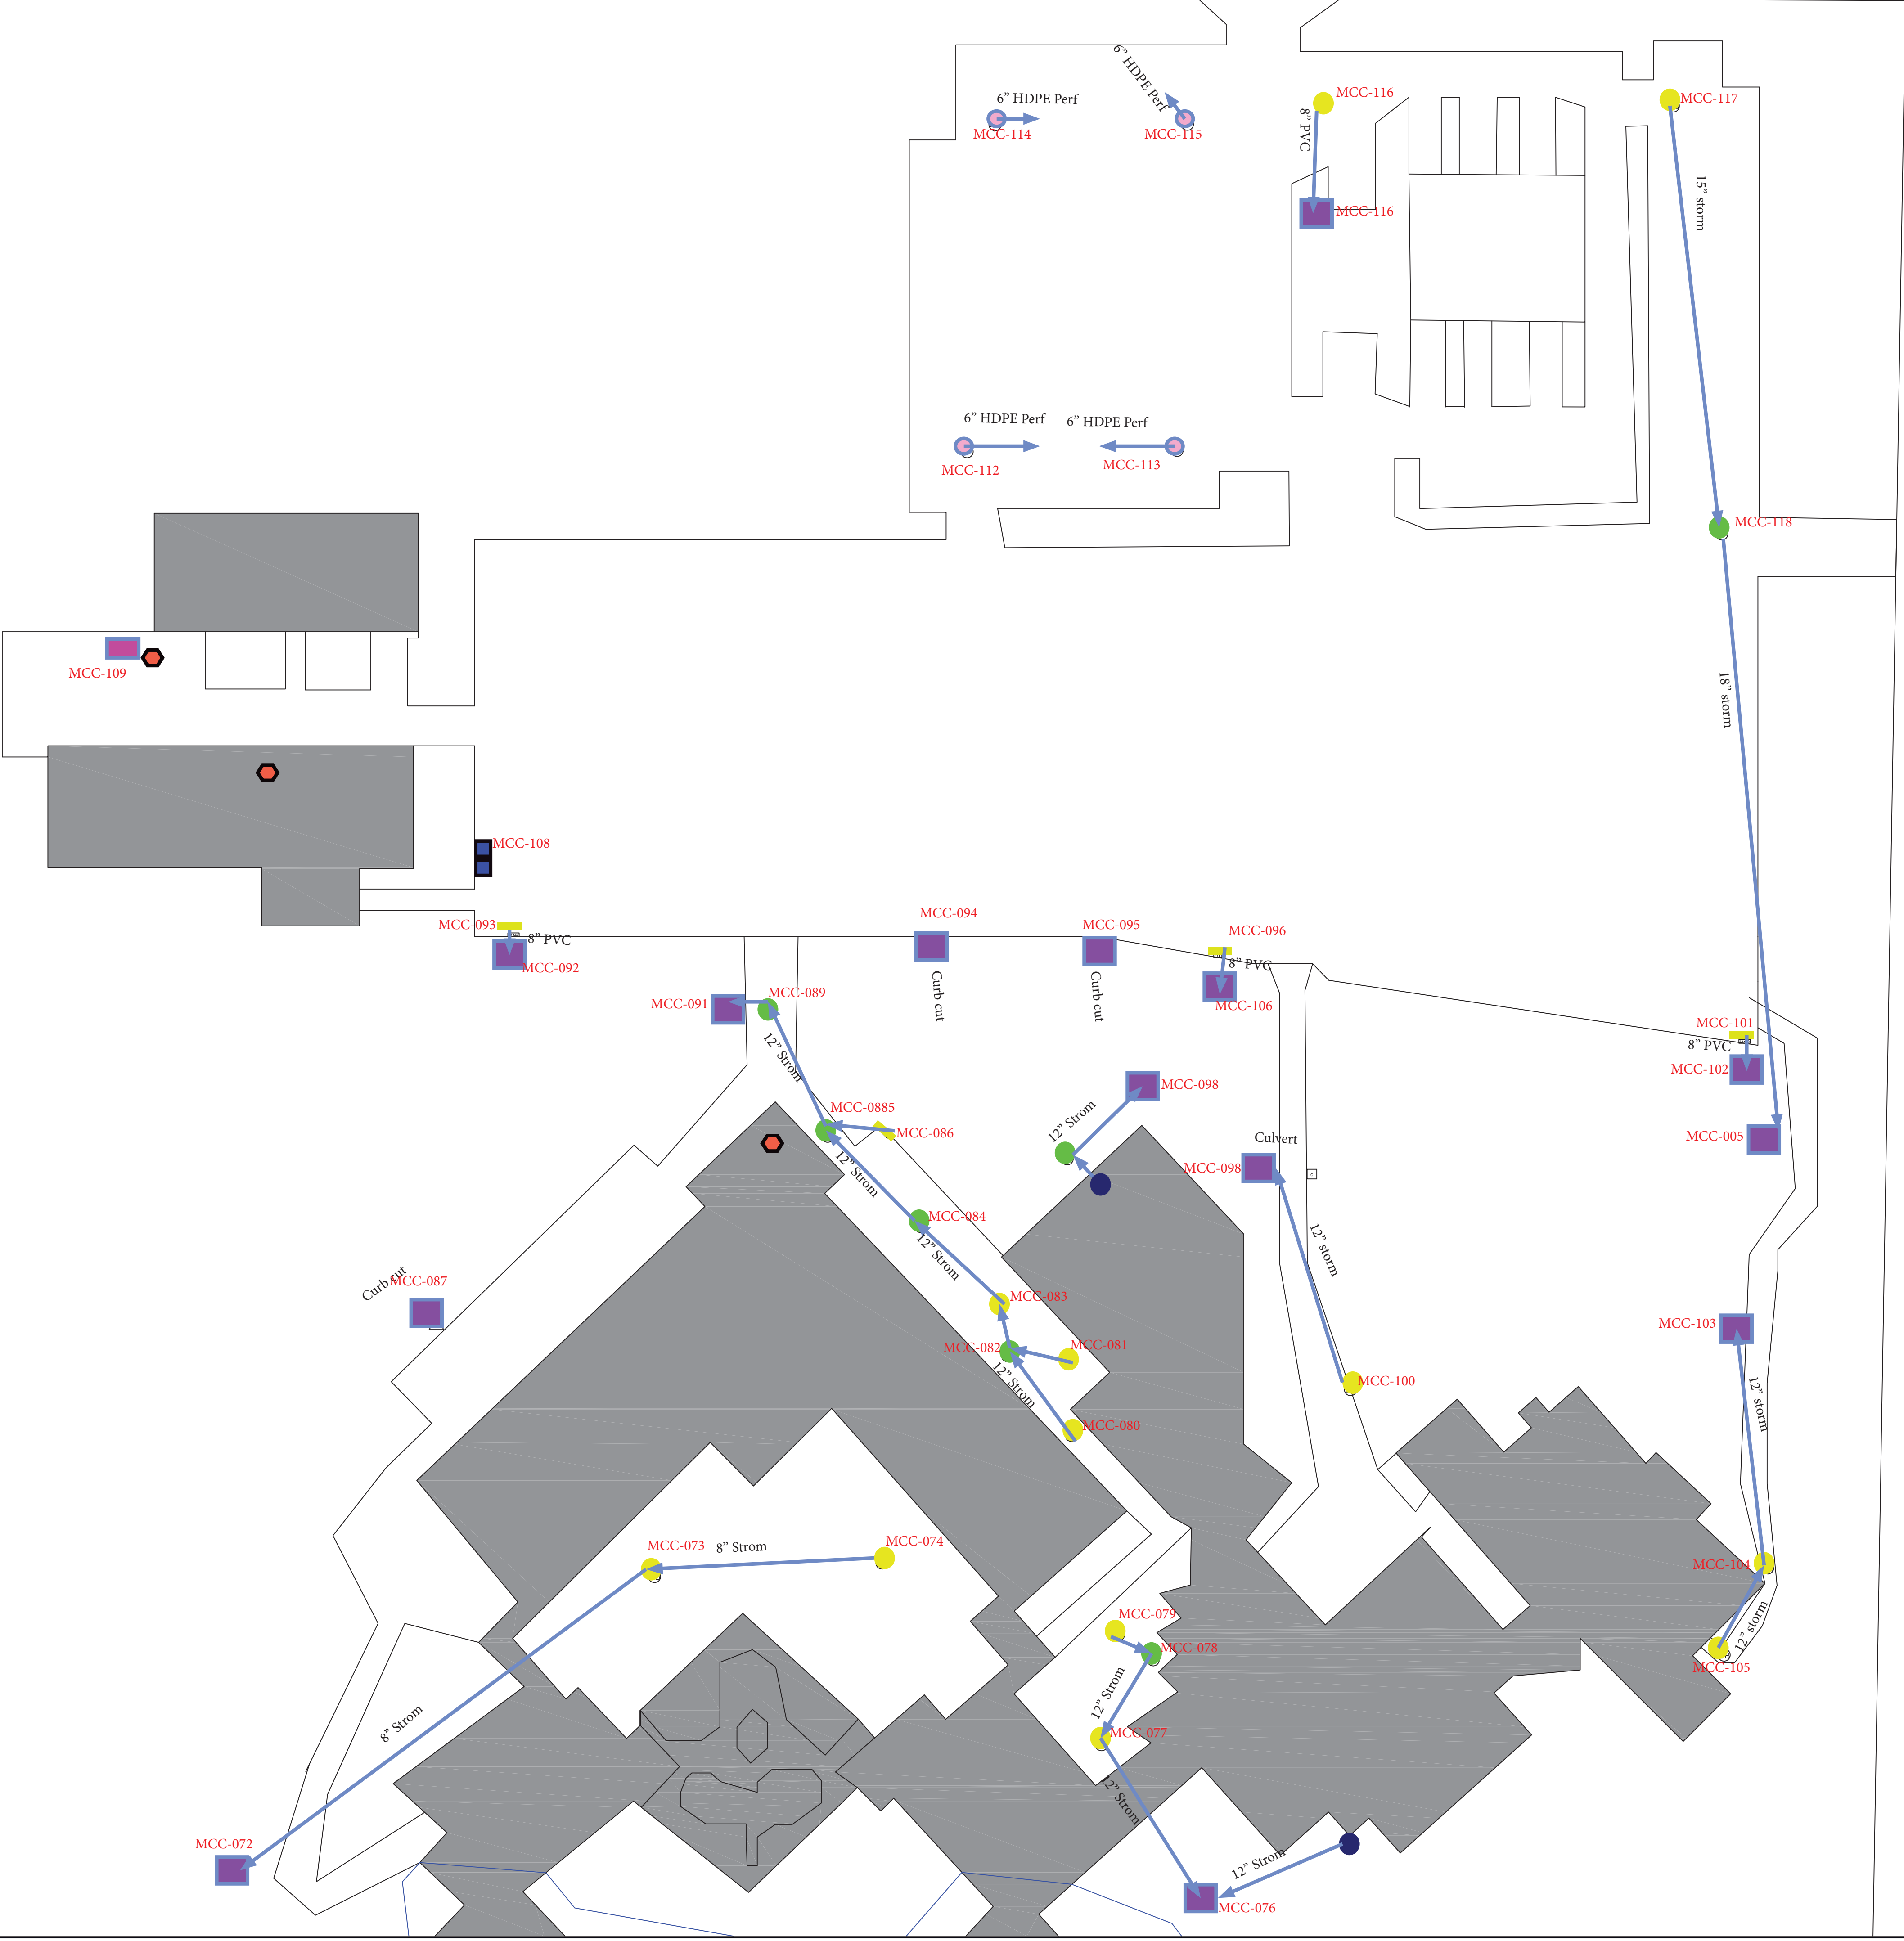 6” HDPE Perf
6” HDPE Perf
MCC-114
MCC-115
MCC-116
8” PVC
MCC-116
MCC-117
15” storm
6” HDPE Perf
6” HDPE Perf
MCC-112
MCC-113
MCC-118
MCC-109
18” storm
MCC-108
MCC-093
8” PVC
MCC-092
MCC-094
Curb cut
MCC-095
Curb cut
MCC-096
8” PVC
MCC-106
MCC-091
MCC-089
12” Strom
MCC-101
8” PVC
MCC-102
MCC-098
12” Strom
MCC-0885
MCC-086
MCC-005
Culvert
MCC-098
12” Strom
MCC-084
12” Strom
12” storm
Curb cut
MCC-087
MCC-083
MCC-082
MCC-081
12” Strom
MCC-103
MCC-100
12” storm
MCC-080
MCC-073
8” Strom
MCC-074
MCC-104
MCC-079
MCC-078
12” storm
MCC-105
12” Strom
8” Strom
MCC-077
12” Strom
MCC-072
12” Strom
MCC-076